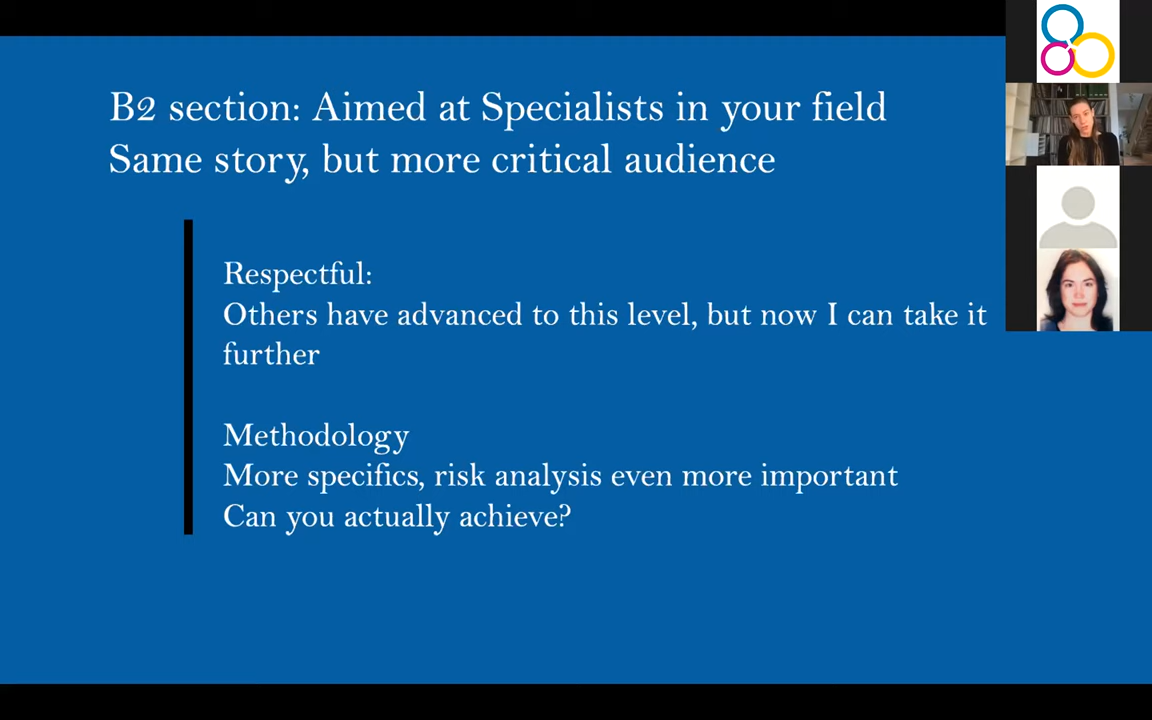 B2 section: Aimed at Specialists in your field
Same story, but more critical audience
Respectful:
Others have advanced to this level, but now I can take it
further
Methodology
More specifics, risk analysis even more important
Can you actually achieve?